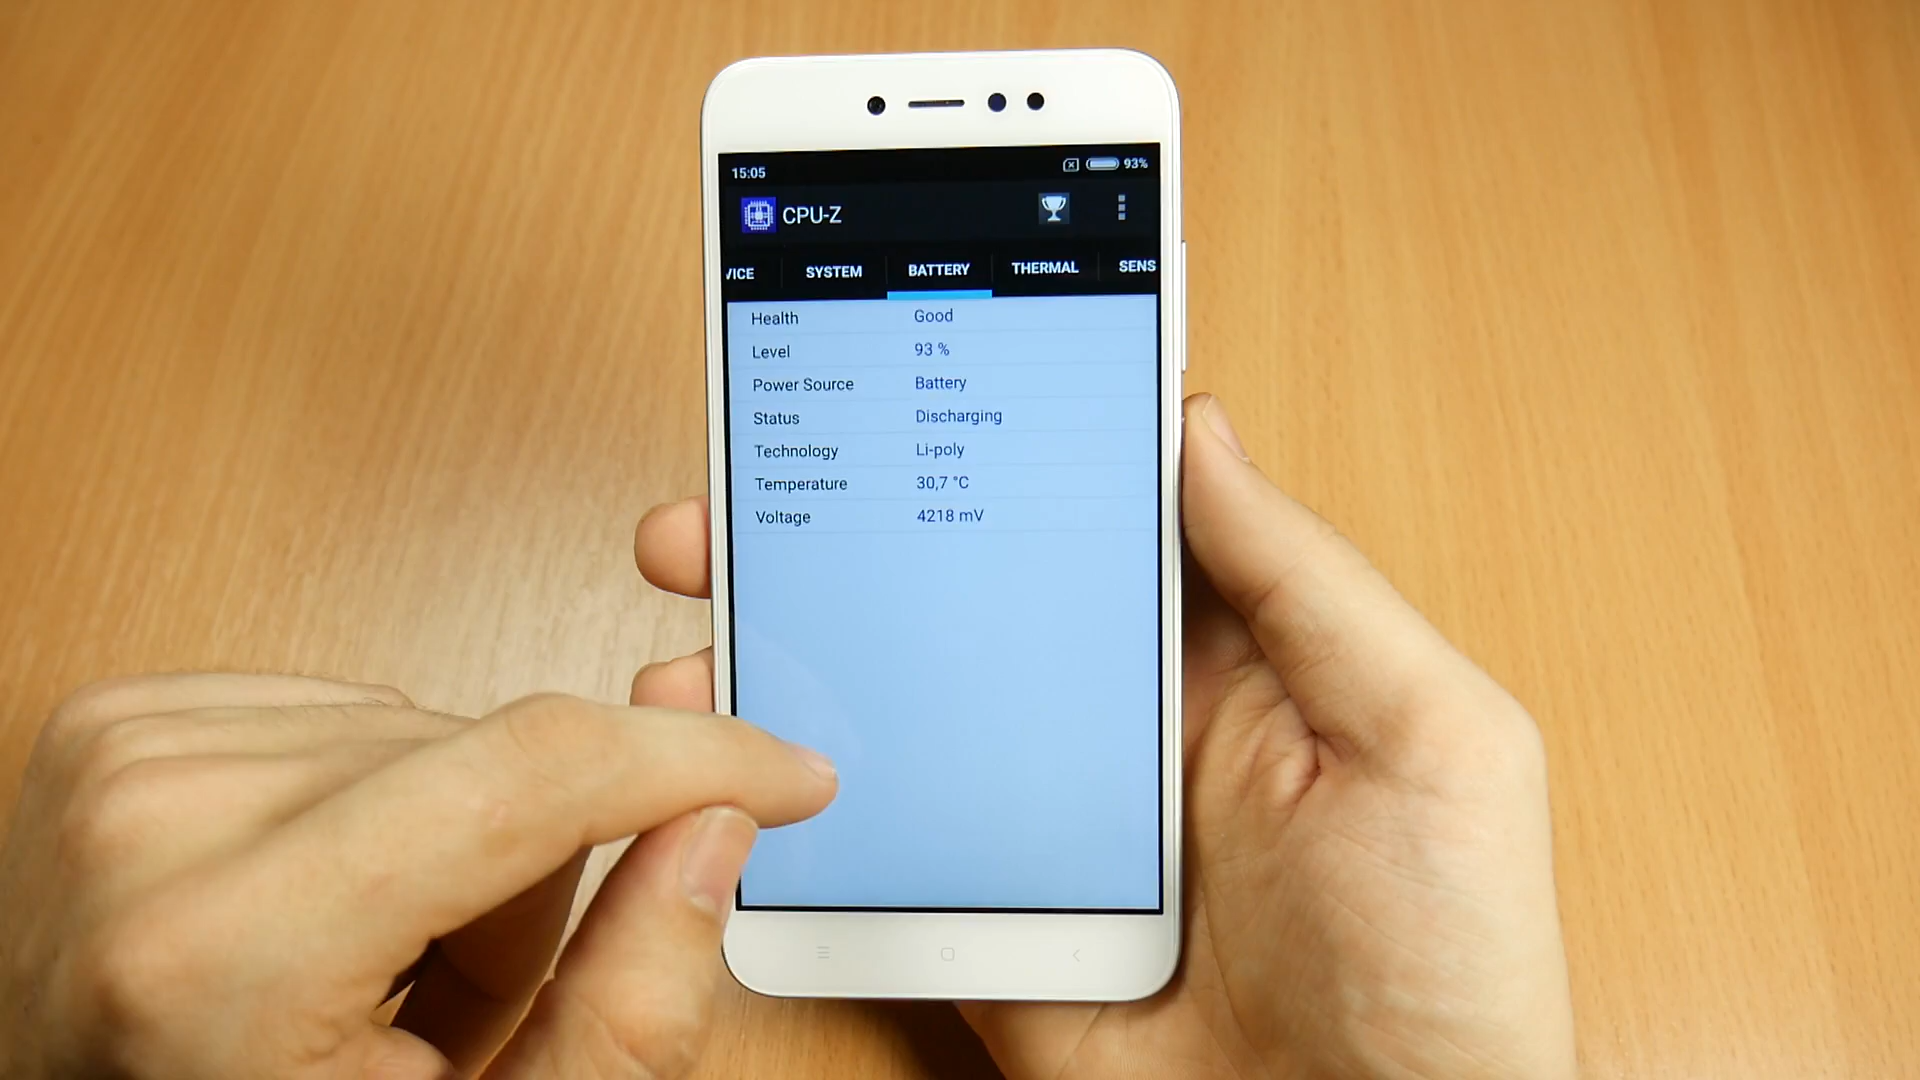 15:05 93%
CPU-Z
VICE SYSTEM BATTERY THERMAL SENS
Health Good
Level 93 %
Power Source Battery
Status Discharging
Technology Li-poly
Temperature 30,7 °C
Voltage 4218 mV